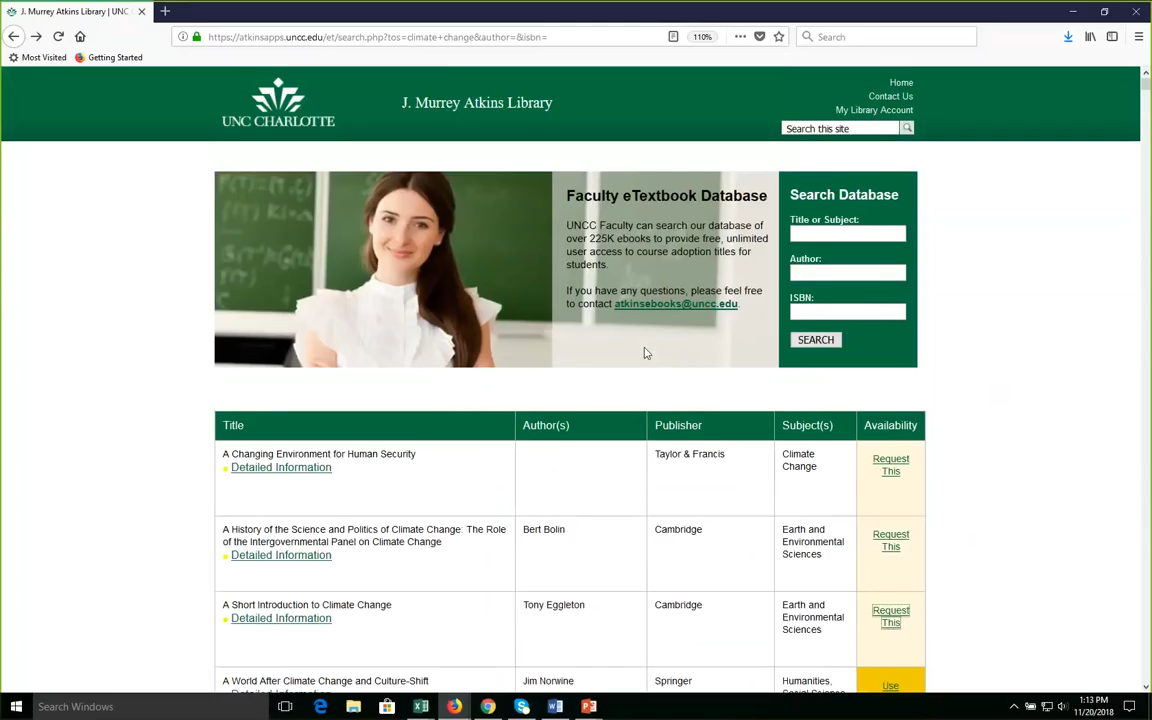 J. Murrey Atkins Library | UNC
https://atkinsapps.uncc.edu/et/search.php?tos=climate+change&author=&isbn=
110%
Search
Most Visited
Getting Started
UNC CHARLOTTE
J. Murrey Atkins Library
Home
Contact Us
My Library Account
Search this site
Faculty eTextbook Database
UNCC Faculty can search our database of
over 225K ebooks to provide free, unlimited
user access to course adoption titles for
students.
If you have any questions, please feel free
to contact atkinsebooks@uncc.edu.
Search Database
Title or Subject:
Author:
ISBN:
SEARCH
Title Author(s) Publisher Subject(s) Availability
A Changing Environment for Human Security
Detailed Information
Taylor & Francis
Climate
Change
Request
This
A History of the Science and Politics of Climate Change: The Role
of the Intergovernmental Panel on Climate Change
Detailed Information
Bert Bolin
Cambridge
Earth and
Environmental
Sciences
Request
This
A Short Introduction to Climate Change
Detailed Information
Tony Eggleton
Cambridge
Earth and
Environmental
Sciences
Request
This
A World After Climate Change and Culture-Shift
Jim Norwine
Springer
Humanities,
Use
Search Windows
1:13 PM
11/20/2018